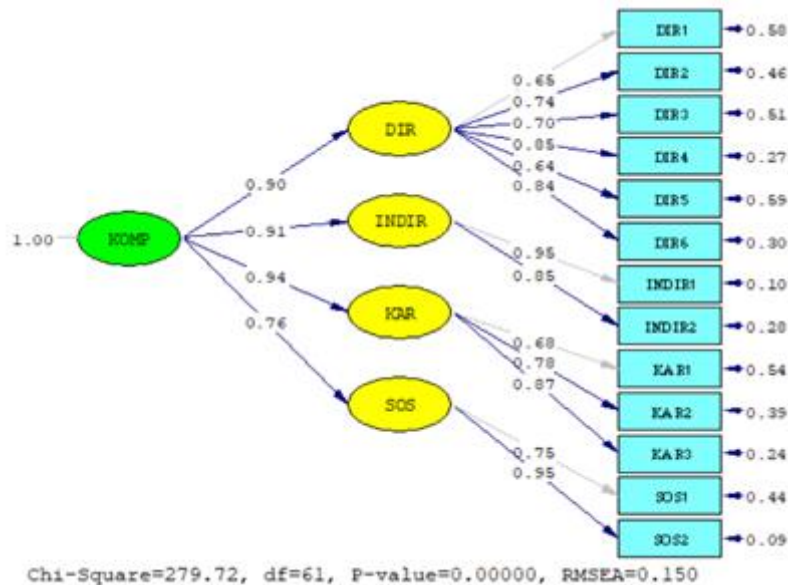 DIR1 0.58
0.65
DIR2 0.46
0.74
DIR
0.70
DIR3 0.51
0.85
DIR4 0.27
0.64
0.90
0.84
DIR5 0.59
INDIR
0.91
DIR6 0.30
1.00 KOMP
0.95
INDIR1 0.10
0.94
0.85
KAR
INDIR2 0.28
0.76
0.68
0.78
KAR1 0.54
0.87
SOS
KAR2 0.39
KAR3 0.24
0.75
0.95
SOS1 0.44
SOS2 0.09
Chi-Square=279.72, df=61, P-value=0.00000, RMSEA=0.150